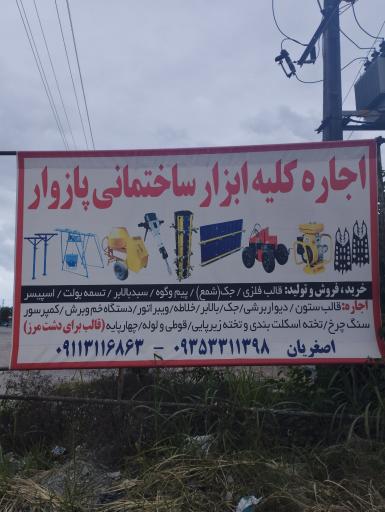 اجاره کلیه ابزار ساختمانی پازوار
خرید، فروش و تولید: قالب فلزی / جک(شمع) / پیم وگوه / سبدبالابر / تسمه بولت / اسپیسر
اجاره: قالب ستون / دیواربرشی / جک/بالابر / خلاطه/ ویبراتور / دستگاه خم وبرش / کمپرسور
سنگ چرخ / تخته اسکلت بندی و تخته زیرپایی / قوطی و لوله / چهارپایه (قالب برای دشت مرز)
اصغریان ۰۹۳۵۳۳۱۱۳۹۸ - ۰۹۱۱۳۱۱۶۸۶۳